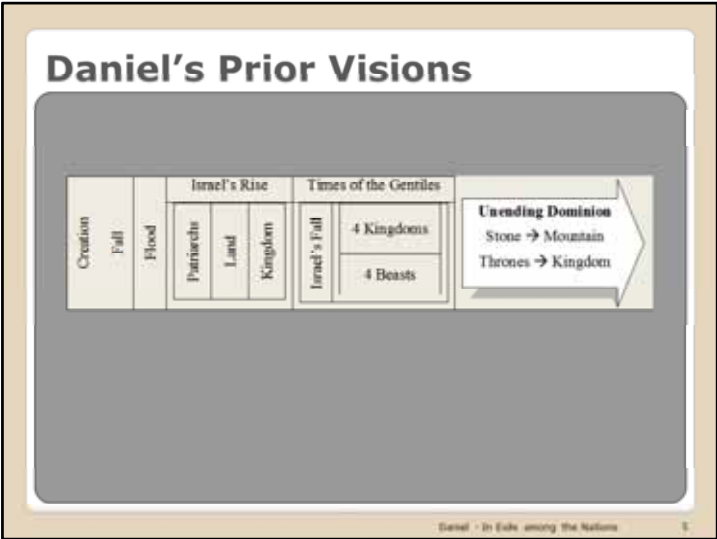 Daniel's Prior Visions
Creation
Fall
Flood
Israel's Rise
Patriarchs
Land
Kingdom
Times of the Gentiles
Israel's Fall
4 Kingdoms
4 Beasts
Unending Dominion
Stone → Mountain
Thrones → Kingdom
Daniel - In Exile among the Nations